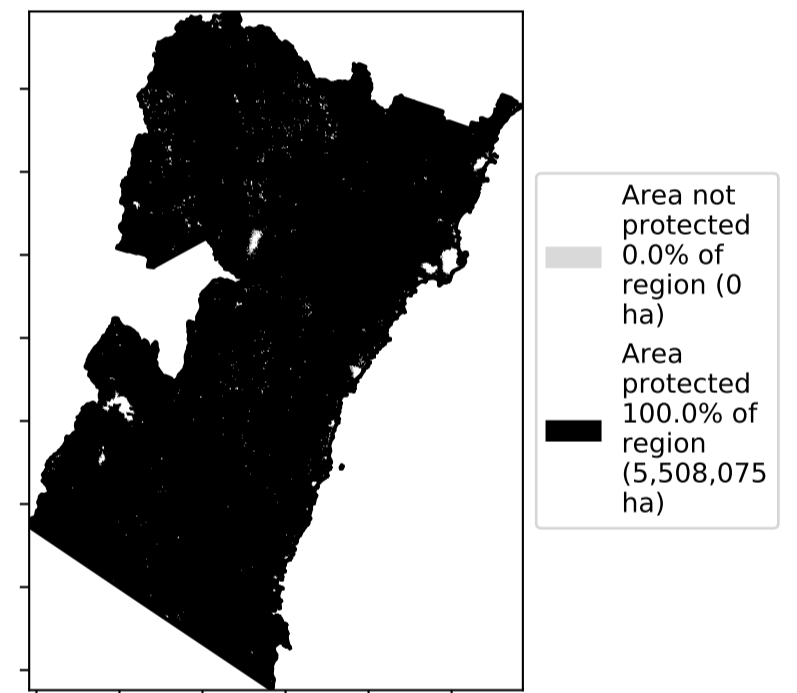 Area not
protected
0.0% of
region (0
ha)
Area
protected
100.0% of
region
(5,508,075
ha)